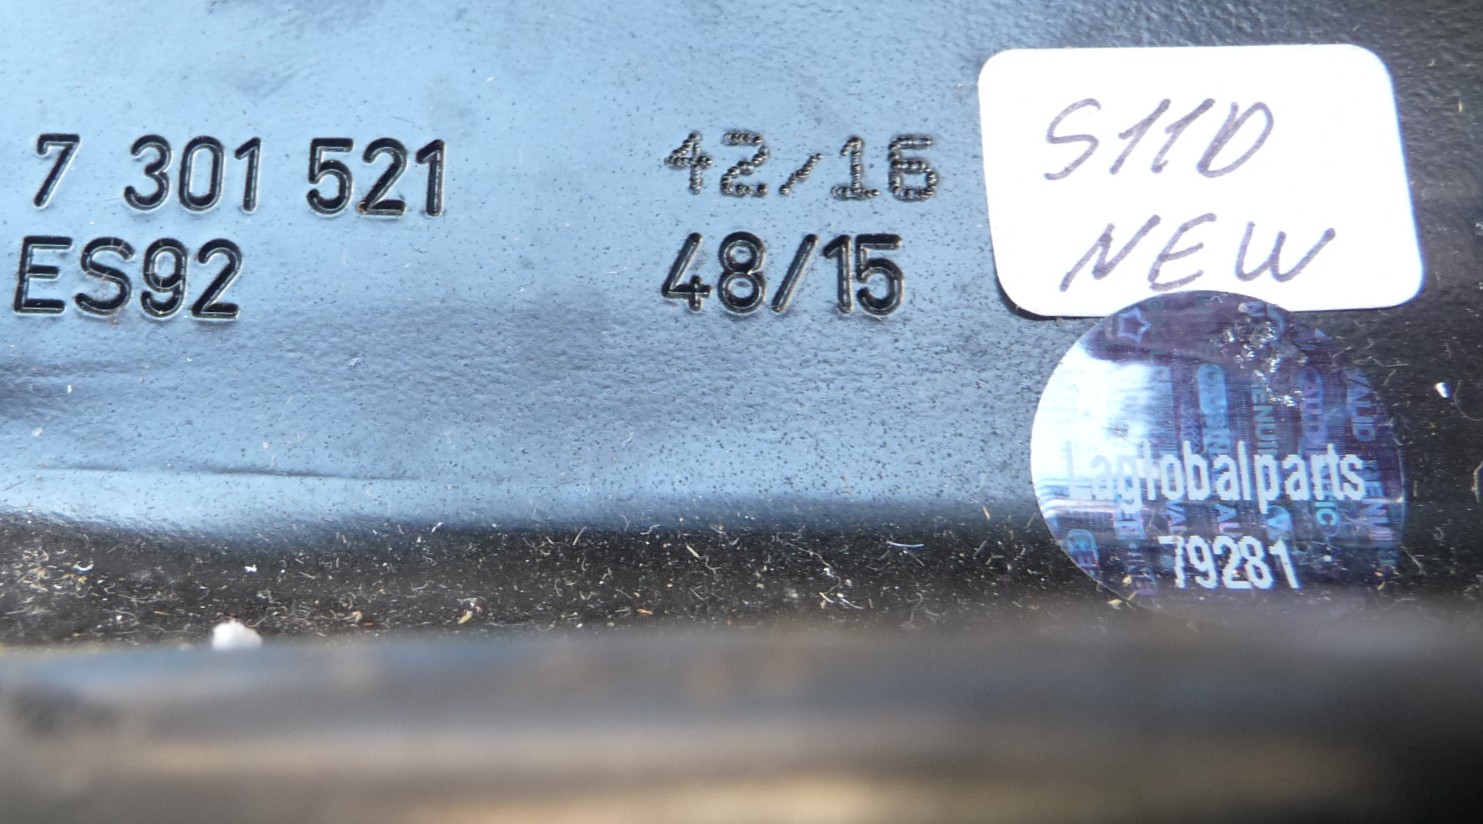 7 301 521 42/16
ES92 48/15
S11D
NEW
Laglobalparts
79281